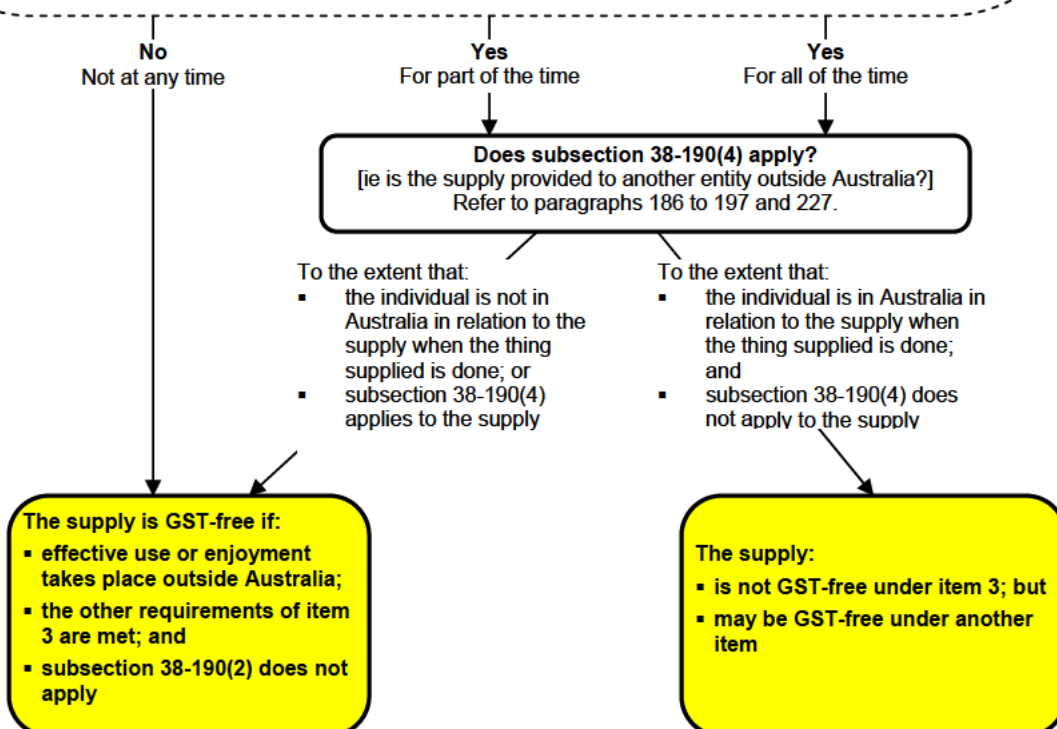 No
Not at any time
Yes
For part of the time
Yes
For all of the time
Does subsection 38-190(4) apply?
[ie is the supply provided to another entity outside Australia?]
Refer to paragraphs 186 to 197 and 227.
To the extent that:
▪ the individual is not in
Australia in relation to the
supply when the thing
supplied is done; or
▪ subsection 38-190(4)
applies to the supply
To the extent that:
▪ the individual is in Australia in
relation to the supply when
the thing supplied is done;
and
▪ subsection 38-190(4) does
not apply to the supply
The supply is GST-free if:
▪ effective use or enjoyment
takes place outside Australia;
▪ the other requirements of item
3 are met; and
▪ subsection 38-190(2) does not
apply
The supply:
▪ is not GST-free under item 3; but
▪ may be GST-free under another
item